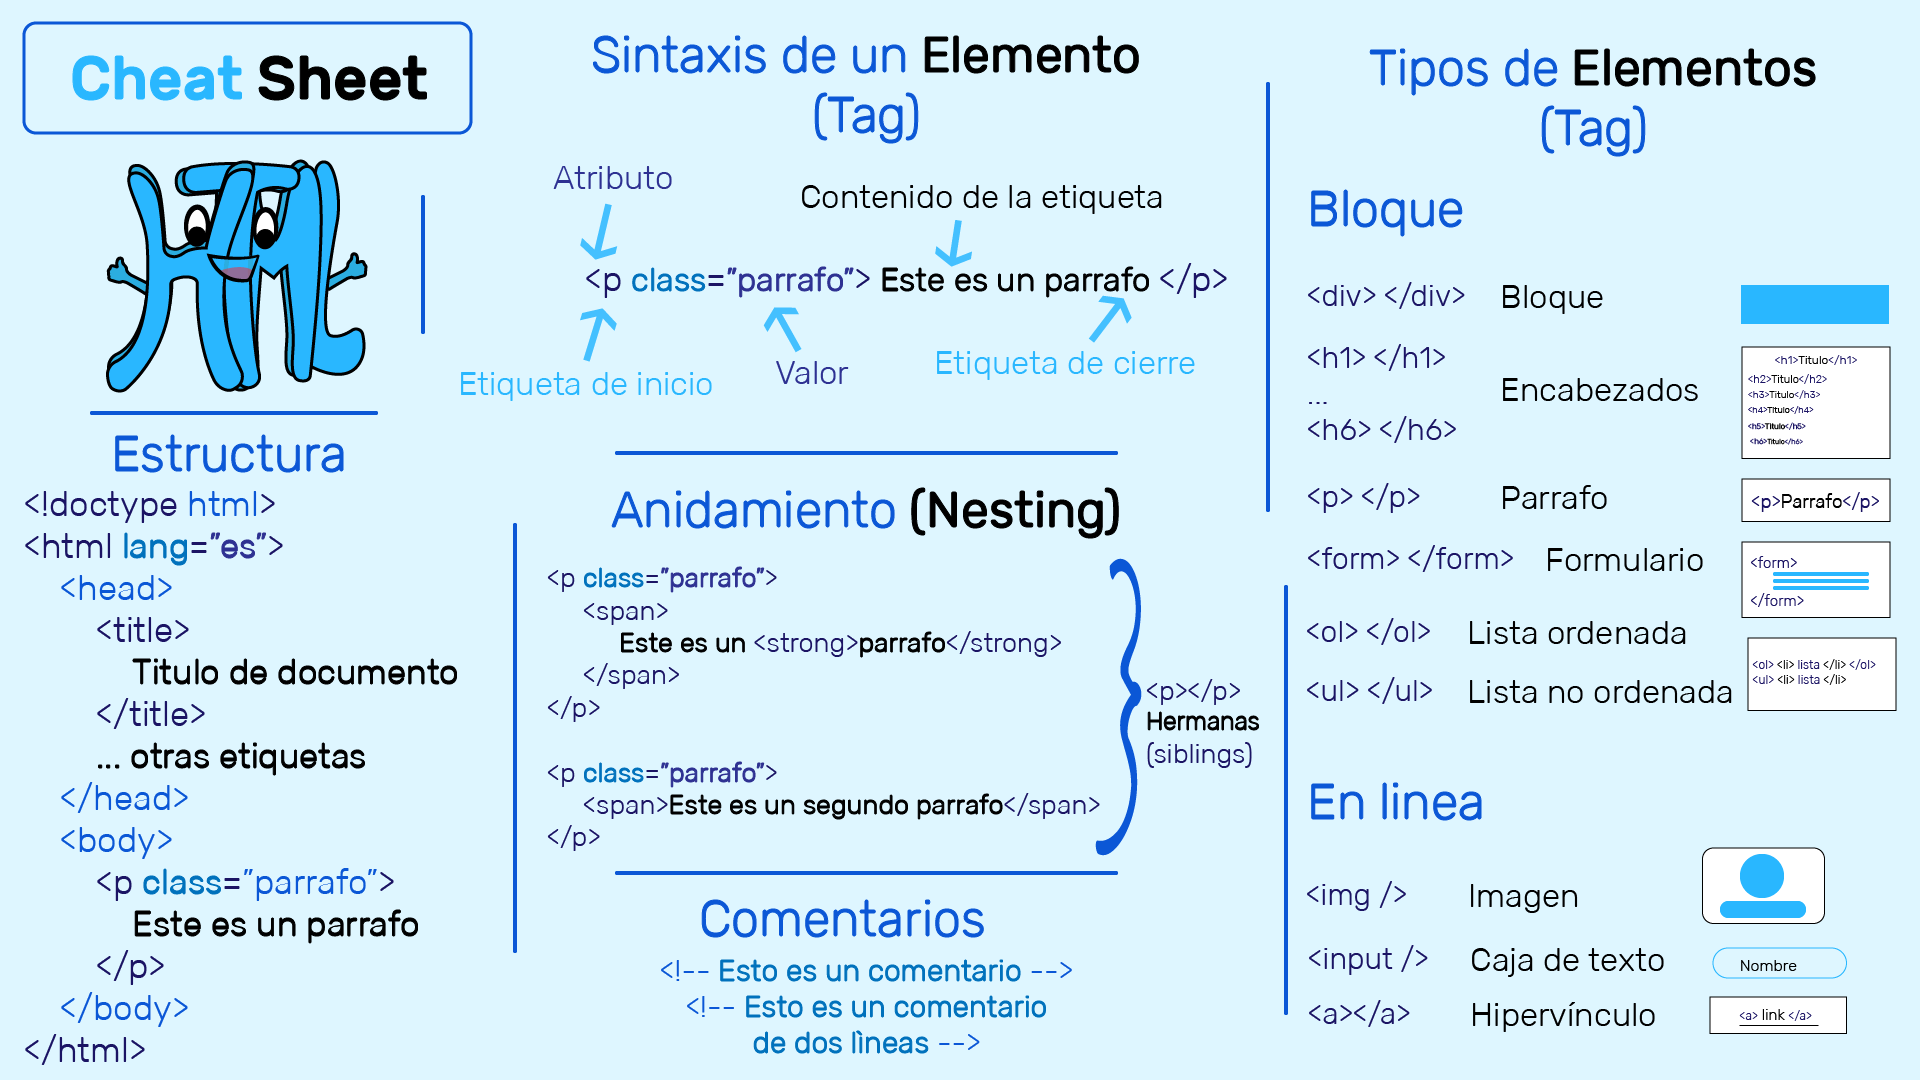 Cheat Sheet
HTML
Estructura
<!doctype html>
<html lang="es">
<head>
<title>
Titulo de documento
</title>
... otras etiquetas
</head>
<body>
<p class="parrafo">
Este es un parrafo
</p>
</body>
</html>
Sintaxis de un Elemento
(Tag)
Atributo
Contenido de la etiqueta
<p class="parrafo"> Este es un parrafo </p>
Etiqueta de inicio
Valor
Etiqueta de cierre
Anidamiento (Nesting)
<p class="parrafo">
<span>
Este es un <strong>parrafo</strong>
</span>
</p>
<p class="parrafo">
<span>Este es un segundo parrafo</span>
</p>
<p></p>
Hermanas
(siblings)
Comentarios
<!-- Esto es un comentario -->
<!-- Esto es un comentario
de dos lìneas -->
Tipos de Elementos
(Tag)
Bloque
<div> </div> Bloque
<h1> </h1>
...
<h6> </h6>
Encabezados
<h1>Titulo</h1>
<h2>Titulo</h2>
<h3>Titulo</h3>
<h4>Titulo</h4>
<h5>Titulo</h5>
<h6>Titulo</h6>
<p> </p> Parrafo
<p>Parrafo</p>
<form> </form> Formulario
<form>
</form>
<ol> </ol> Lista ordenada
<ul> </ul> Lista no ordenada
<ol> <li> lista </li> </ol>
<ul> <li> lista </li>
En linea
<img /> Imagen
<input /> Caja de texto
Nombre
<a></a> Hipervínculo
<a> link </a>